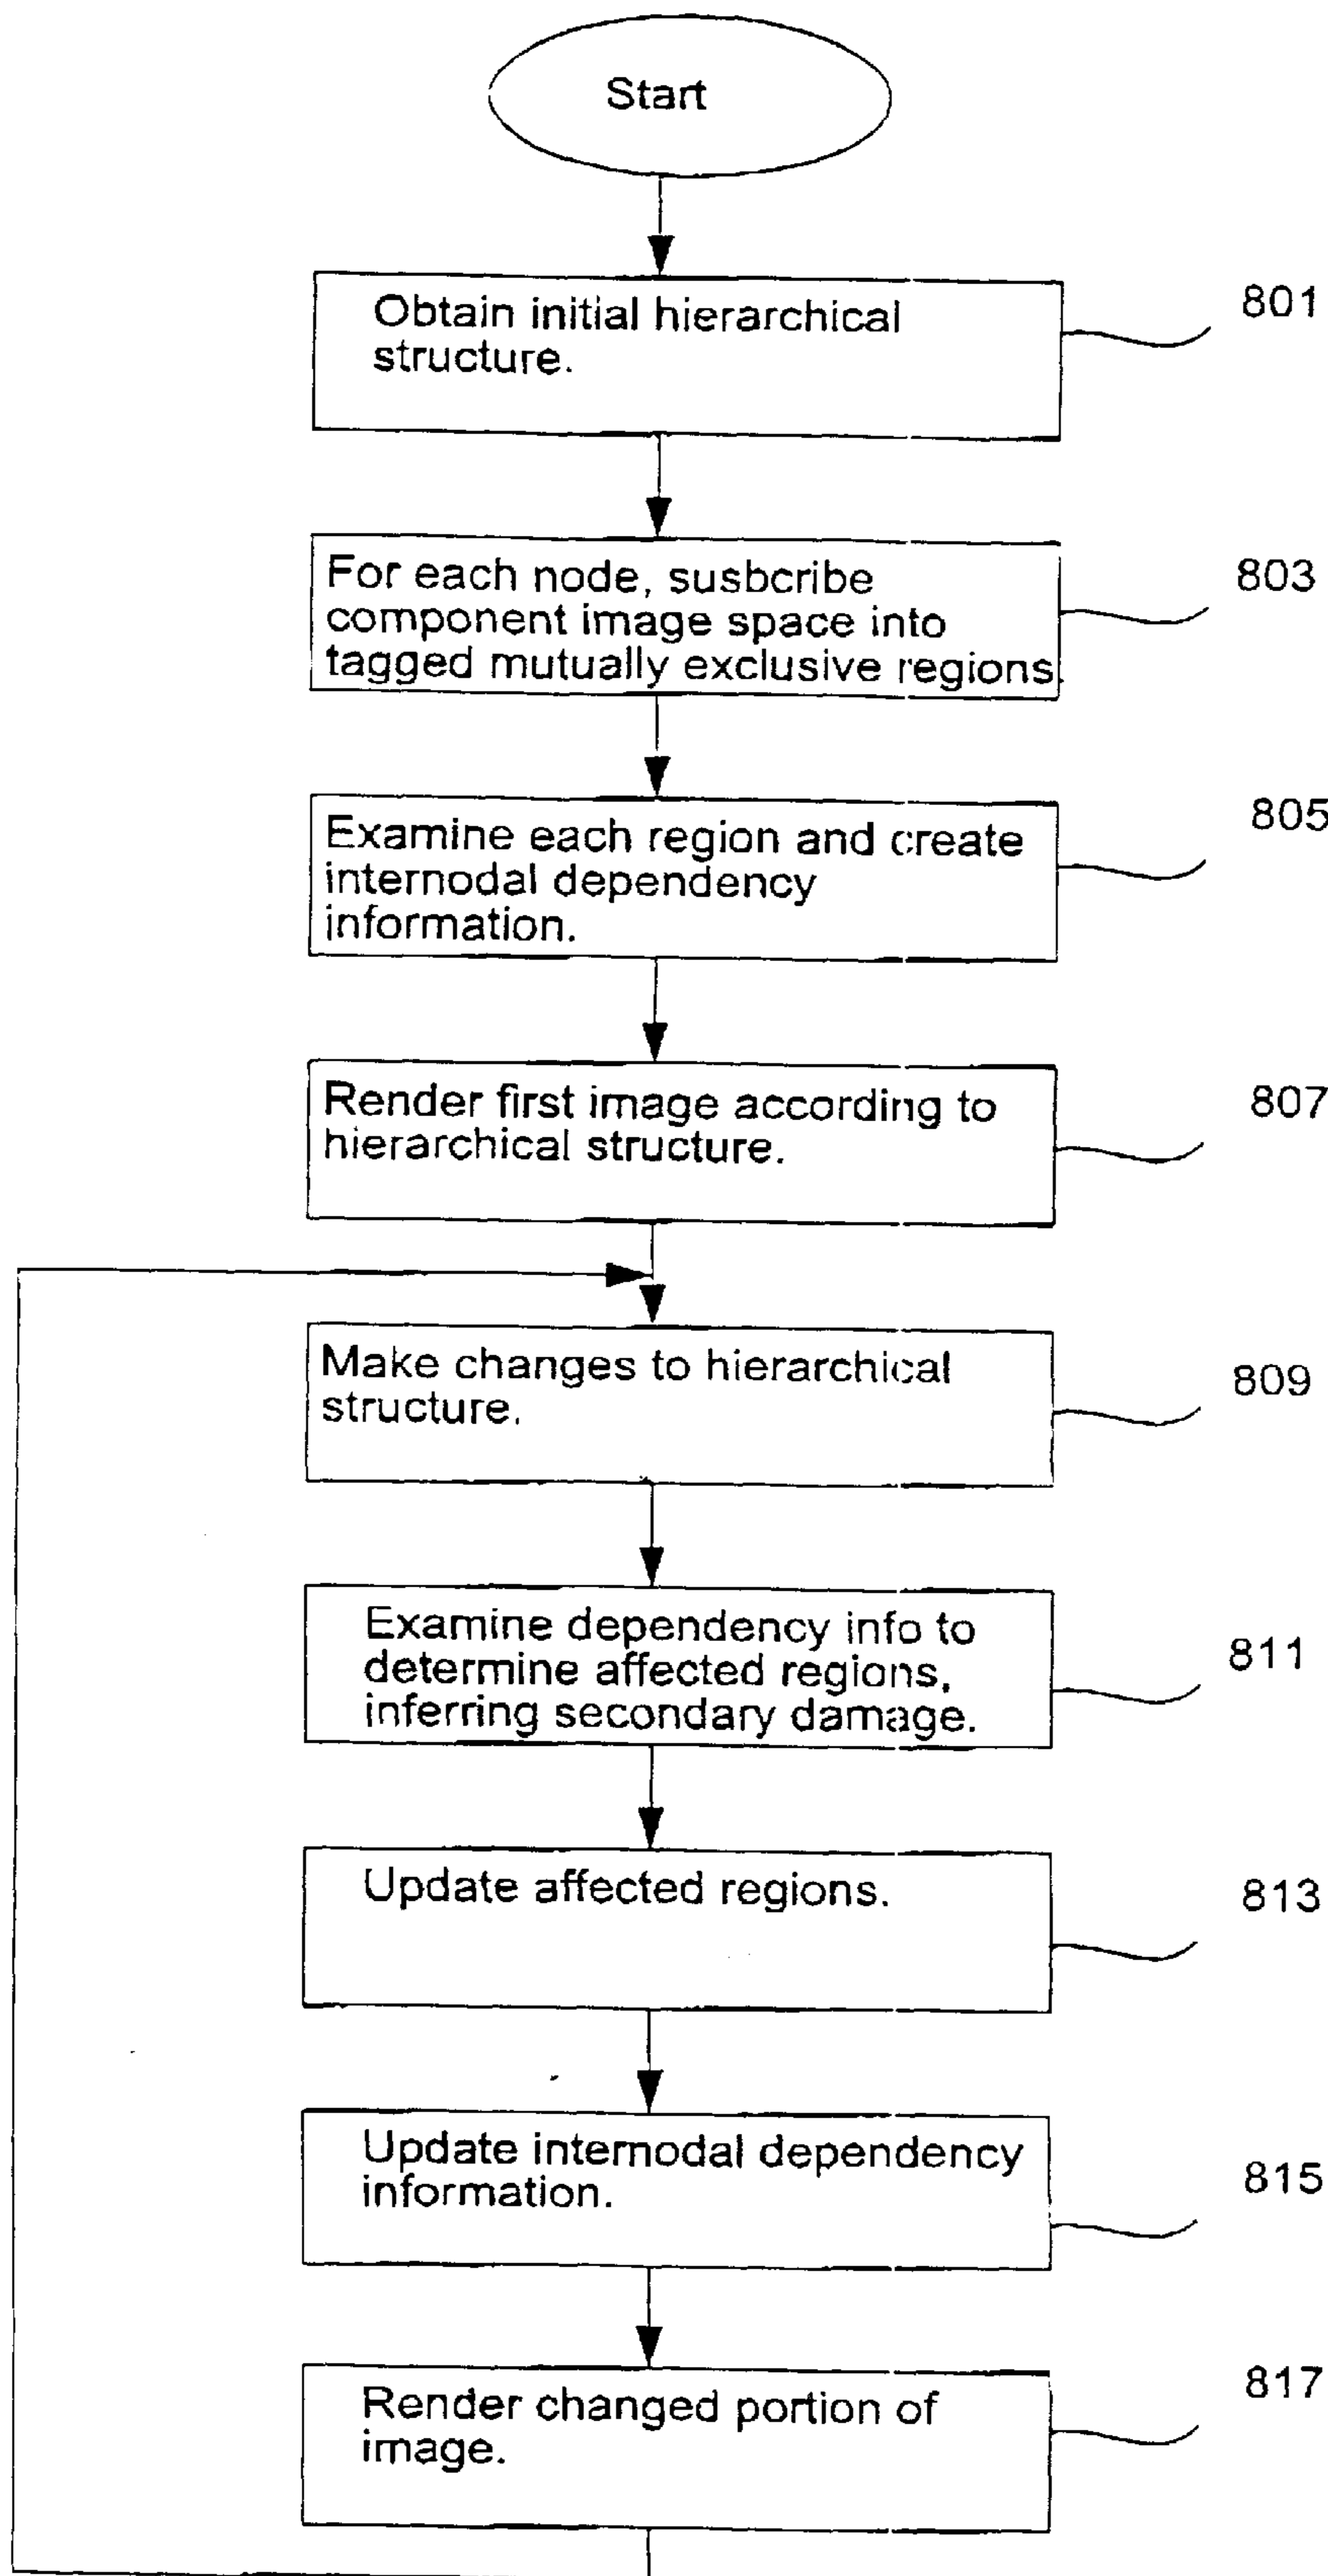 Start
Obtain initial hierarchical
structure.
801
For each node, susbcribe
component image space into
tagged mutually exclusive regions.
803
Examine each region and create
internodal dependency
information.
805
Render first image according to
hierarchical structure.
807
Make changes to hierarchical
structure.
809
Examine dependency info to
determine affected regions,
inferring secondary damage.
811
Update affected regions.
813
Update internodal dependency
information.
815
Render changed portion of
image.
817